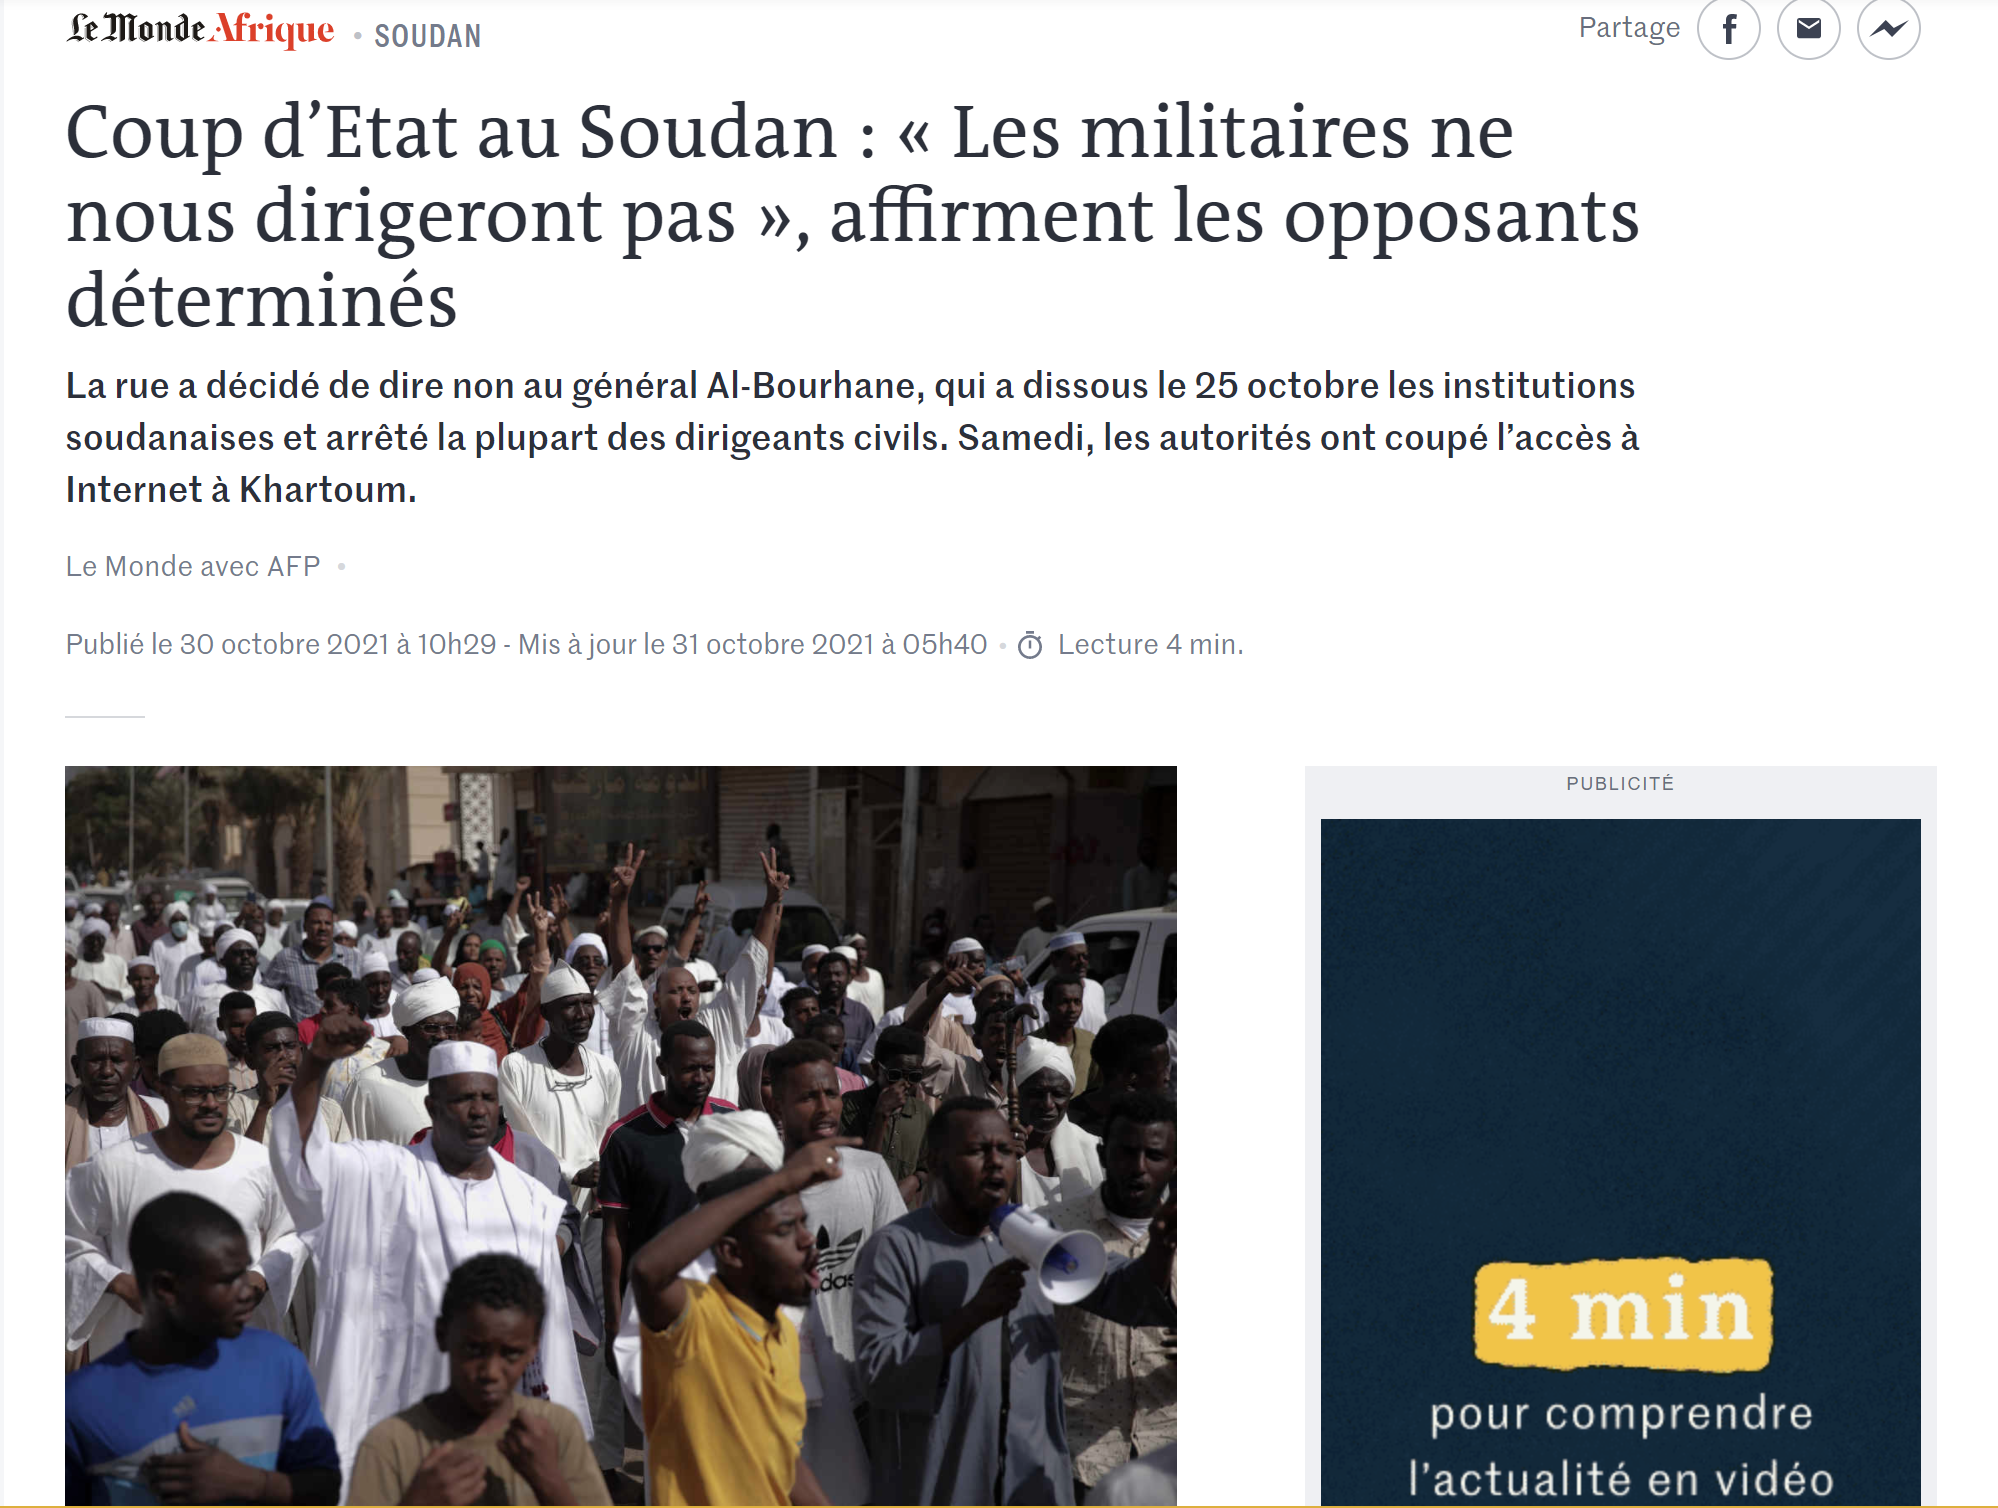 Le Monde Afrique • SOUDAN
Partage
Coup d’Etat au Soudan : « Les militaires ne
nous dirigeront pas », affirment les opposants
déterminés
La rue a décidé de dire non au général Al-Bourhane, qui a dissous le 25 octobre les institutions
soudanaises et arrêté la plupart des dirigeants civils. Samedi, les autorités ont coupé l’accès à
Internet à Khartoum.
Le Monde avec AFP •
Publié le 30 octobre 2021 à 10h29 - Mis à jour le 31 octobre 2021 à 05h40 • Lecture 4 min.
PUBLICITÉ
4 min
pour comprendre
l’actualité en vidéo